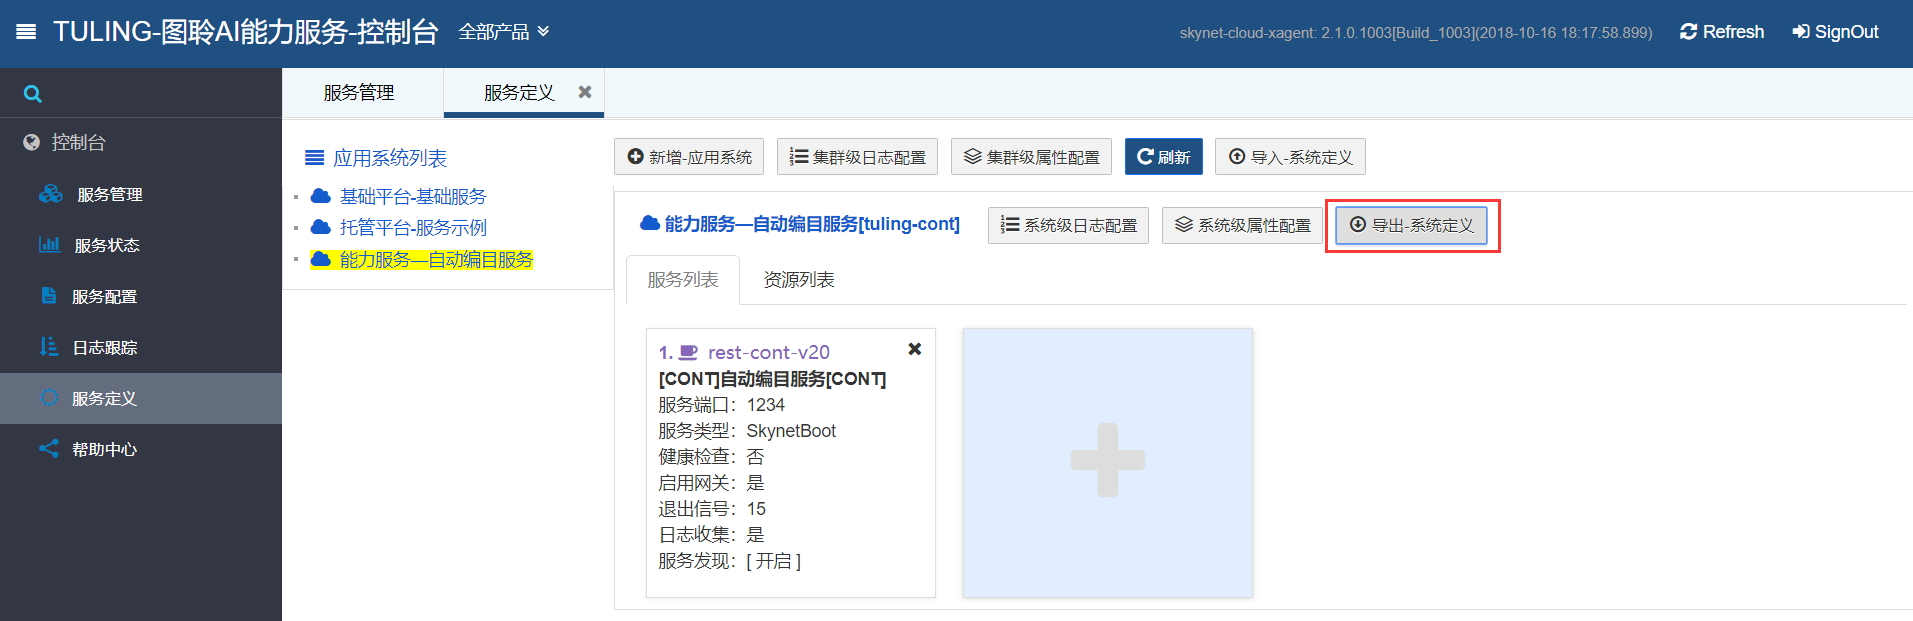 TULING-图聆AI能力服务-控制台 全部产品 skynet-cloud-xagent: 2.1.0.1003[Build_1003](2018-10-16 18:17:58.899) Refresh SignOut
控制台
服务管理
服务状态
服务配置
日志跟踪
服务定义
帮助中心
服务管理 服务定义
应用系统列表
基础平台-基础服务
托管平台-服务示例
能力服务—自动编目服务
新增-应用系统 集群级日志配置 集群级属性配置 刷新 导入-系统定义
能力服务—自动编目服务[tuling-cont] 系统级日志配置 系统级属性配置 导出-系统定义
服务列表 资源列表
1. rest-cont-v20
[CONT]自动编目服务[CONT]
服务端口：1234
服务类型：SkynetBoot
健康检查：否
启用网关：是
退出信号：15
日志收集：是
服务发现：[ 开启 ]